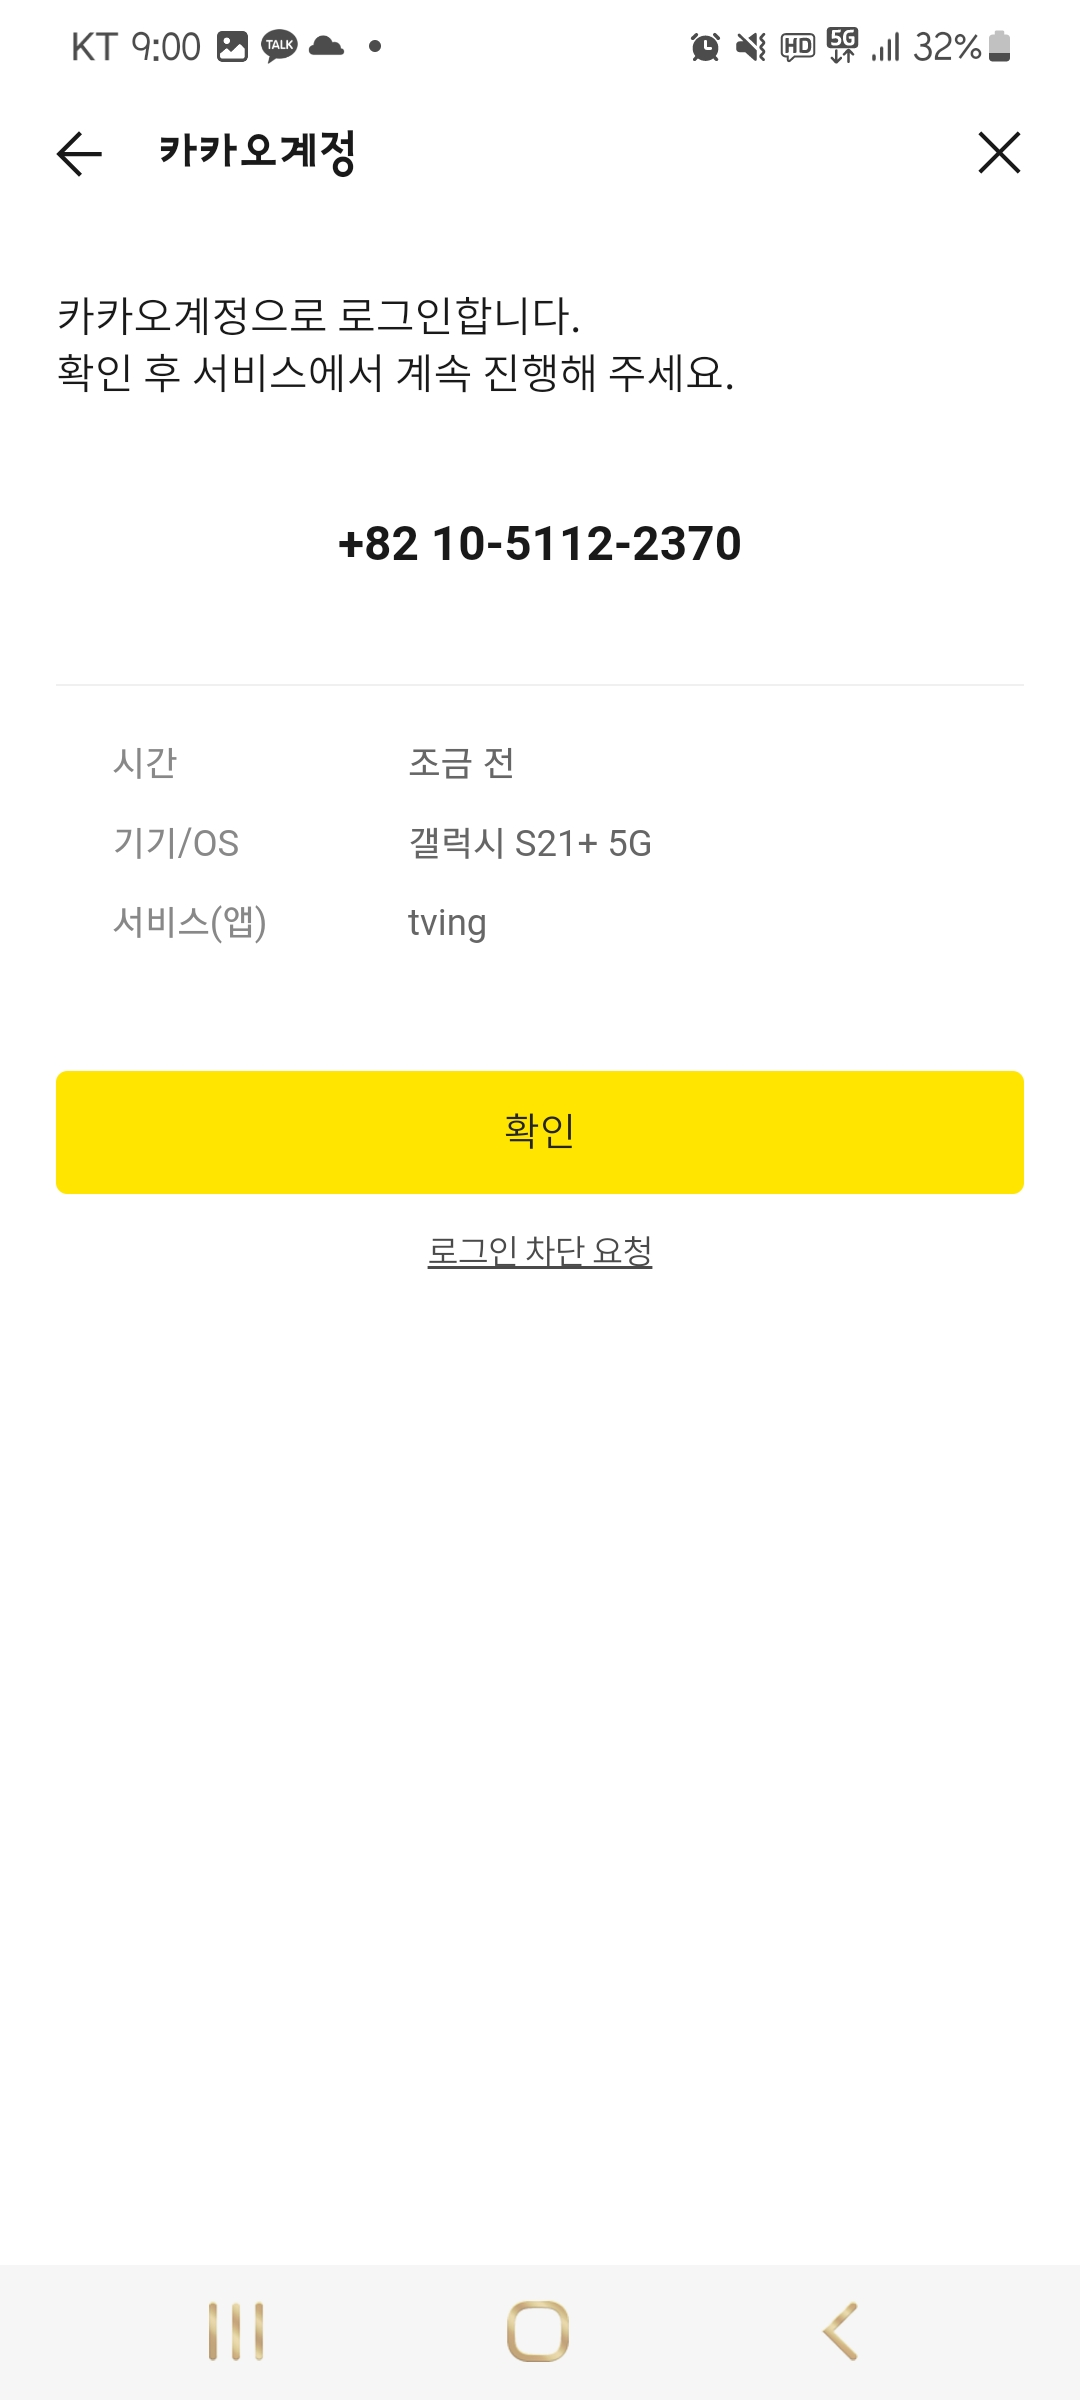 KT 9:00 TALK HD 5G 32%
카카오계정
카카오계정으로 로그인합니다.
확인 후 서비스에서 계속 진행해 주세요.
+82 10-5112-2370
시간 조금 전
기기/OS 갤럭시 S21+ 5G
서비스(앱) tving
확인
로그인 차단 요청